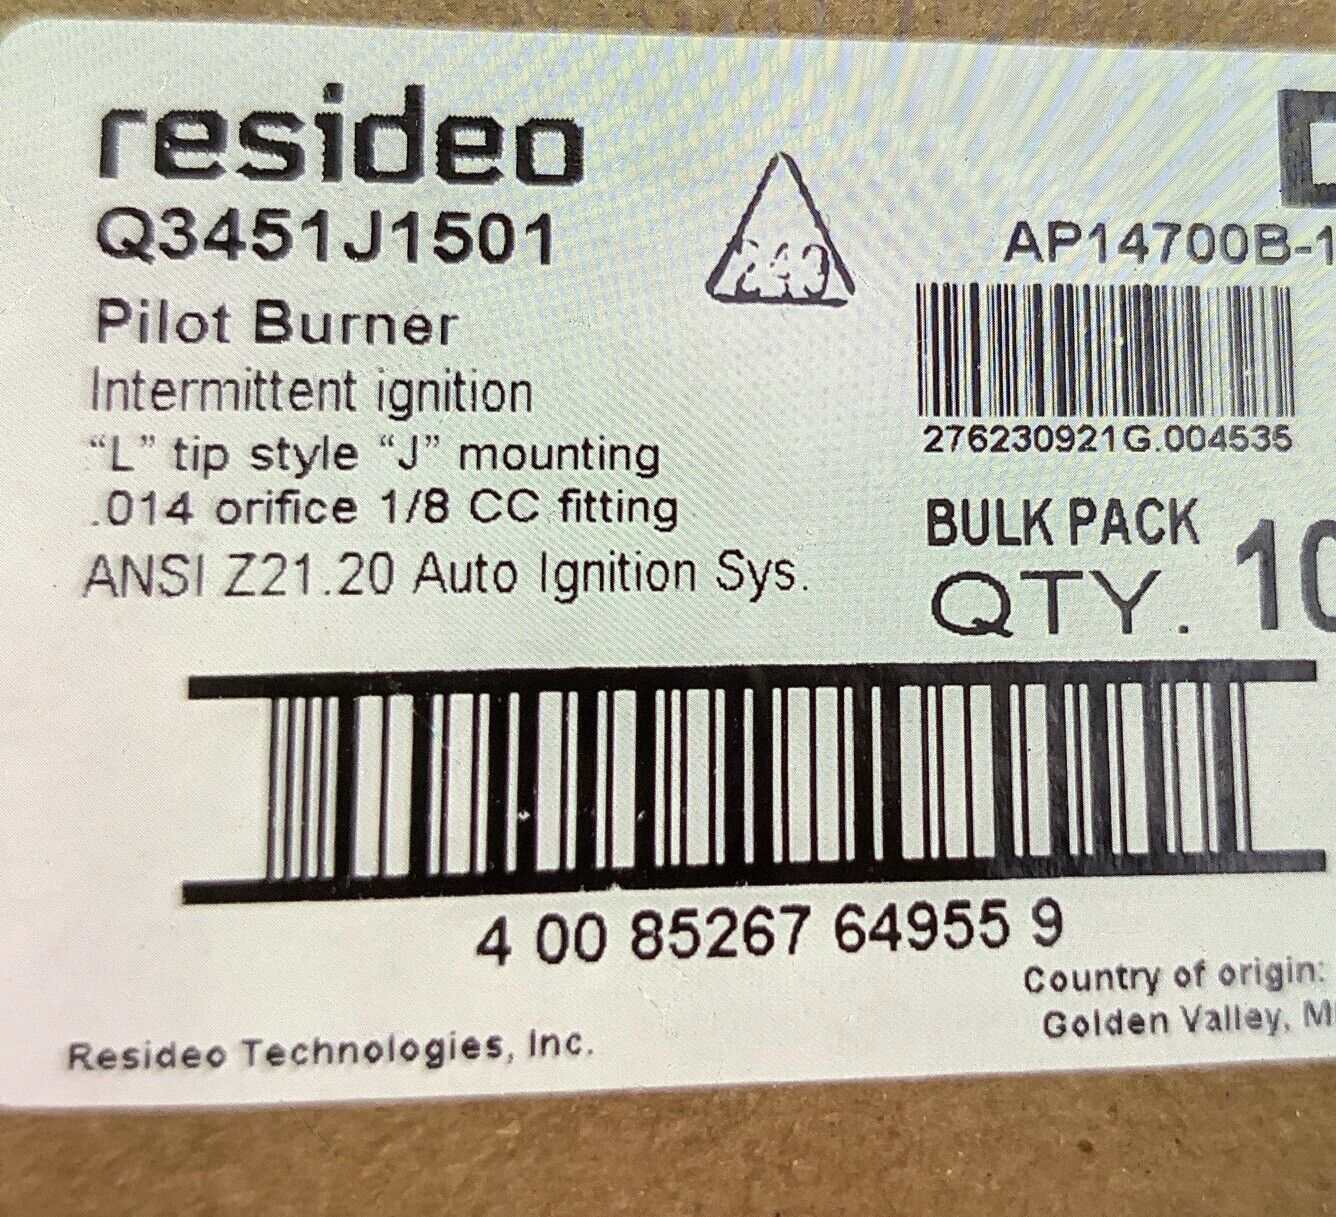 resideo
Q3451J1501
Pilot Burner
Intermittent ignition
“L” tip style “J” mounting
.014 orifice 1/8 CC fitting
ANSI Z21.20 Auto Ignition Sys.
240
AP14700B-1
276230921G.004535
BULK PACK
QTY. 10
4 00 85267 64955 9
Country of origin:
Golden Valley, M
Resideo Technologies, Inc.